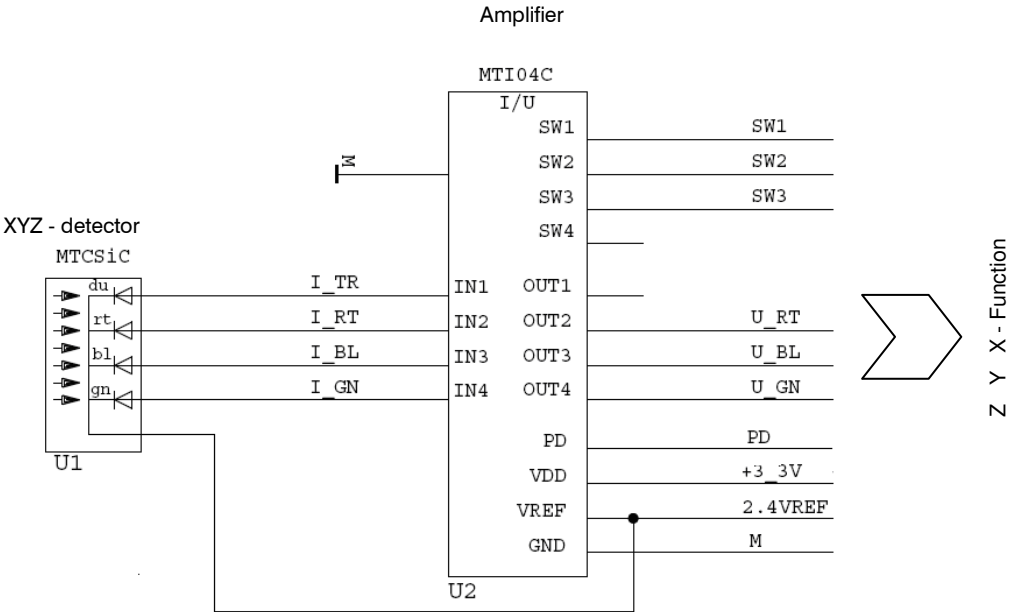 Amplifier
MTI04C
I/U
SW1 SW1
M SW2 SW2
SW3 SW3
XYZ - detector
SW4
MTCSiC
du I_TR IN1 OUT1
rt I_RT IN2 OUT2 U_RT
bl I_BL IN3 OUT3 U_BL
gn I_GN IN4 OUT4 U_GN
Z Y X - Function
PD PD
U1
VDD +3_3V
VREF 2.4VREF
GND M
U2